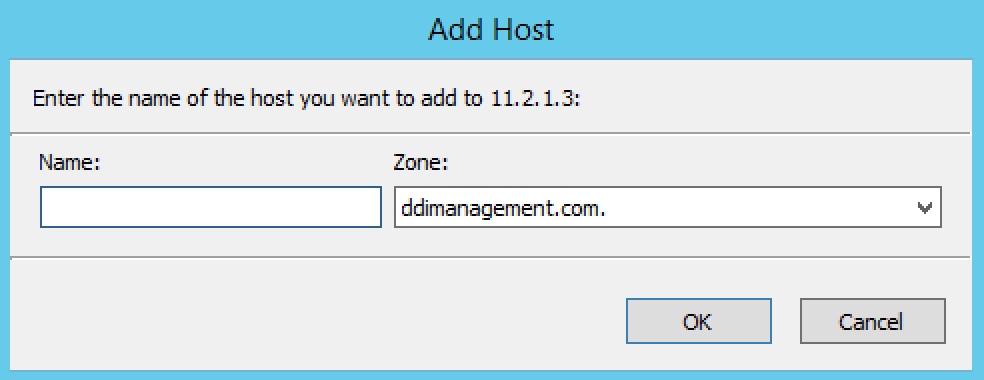 Add Host
Enter the name of the host you want to add to 11.2.1.3:
Name: Zone:
ddimanagement.com.
OK Cancel